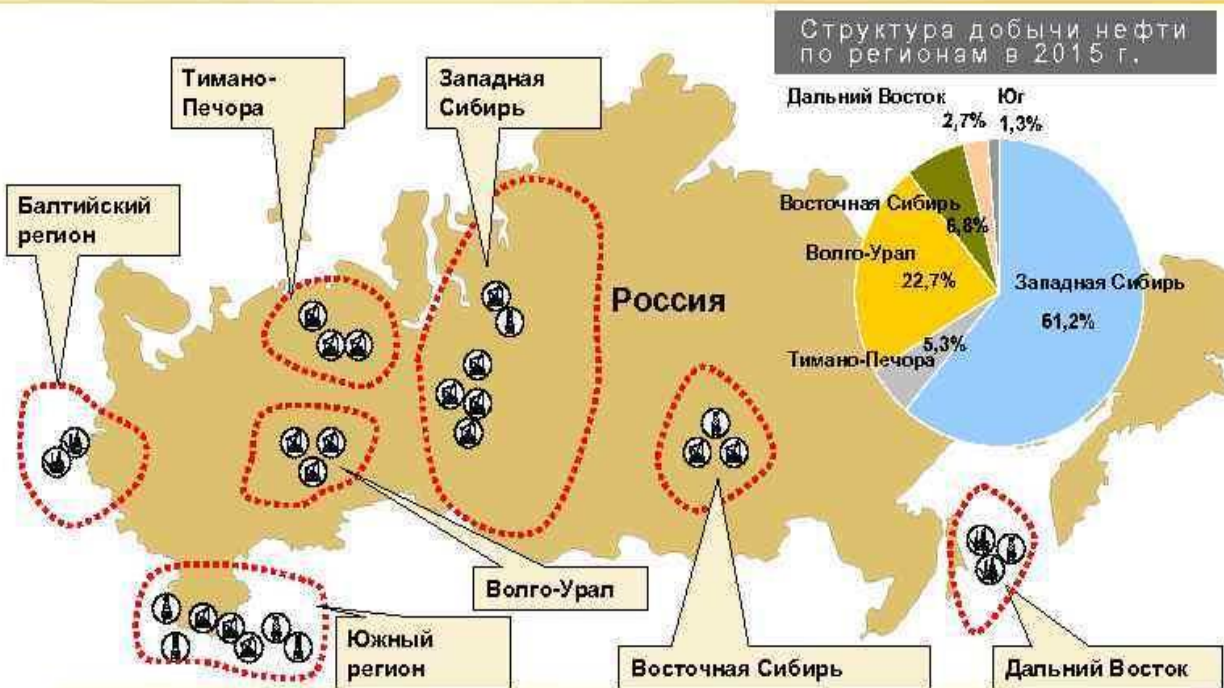 Структура добычи нефти
по регионам в 2015 г.
Тимано-
Печора
Западная
Сибирь
Дальний Восток
Юг
2,7%
1,3%
Балтийский
регион
Восточная Сибирь
6,8%
Волго-Урал
22,7%
Россия
Западная Сибирь
61,2%
5,3%
Тимано-Печора
Волго-Урал
Южный
регион
Восточная Сибирь
Дальний Восток